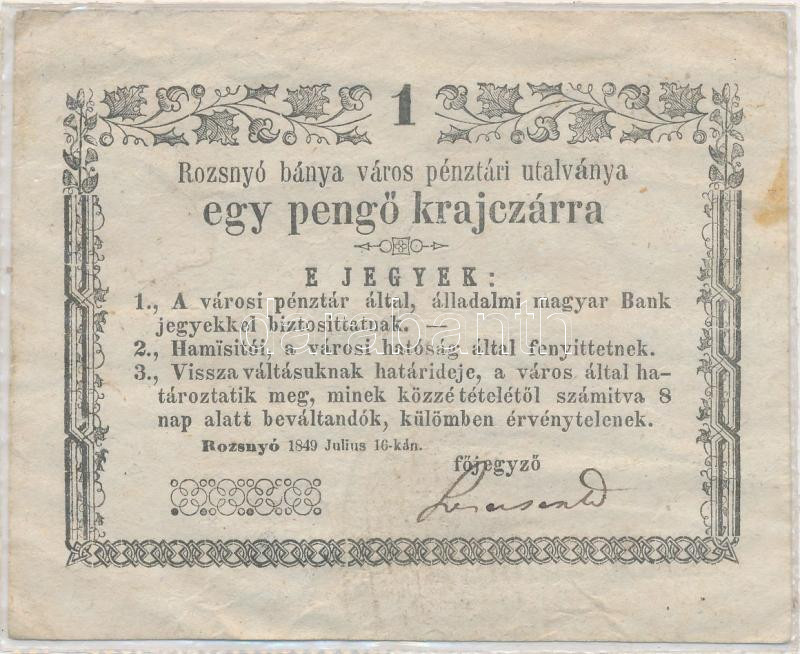 1
Rozsnyó bánya város pénztári utalványa
egy pengő krajczárra
E JEGYEK:
1., A városi pénztár által, álladalmi magyar Bank
jegyekkel biztosittatnak. —
2., Hamïsitói, a városi hatóság által fenyittetnek.
3., Vissza váltásuknak határideje, a város által ha-
tároztatik meg, minek közzé tételétől számitva 8
nap alatt beváltandók, külömben érvénytelenek.
Rozsnyó 1849 Julius 16-kán.
főjegyző
darabanth